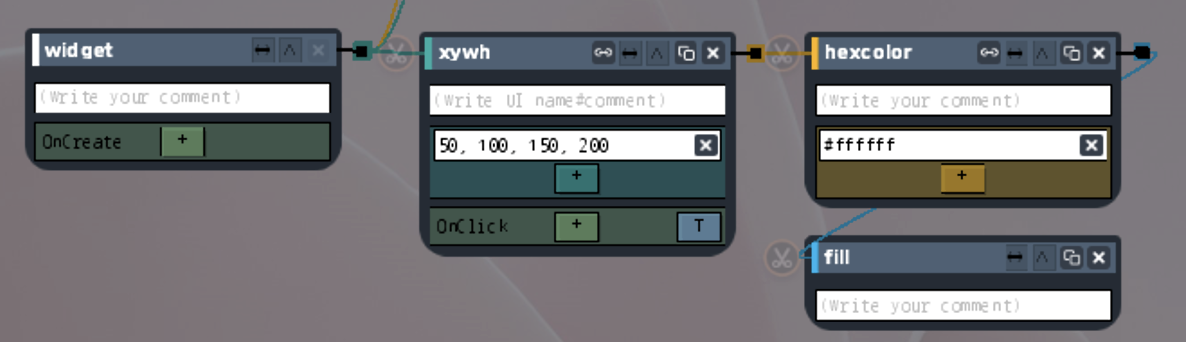 widget
(Write your comment)
OnCreate +
xywh
(Write UI name#comment)
50, 100, 150, 200
+
OnClick + T
hexcolor
(Write your comment)
#ffffff
+
fill
(Write your comment)